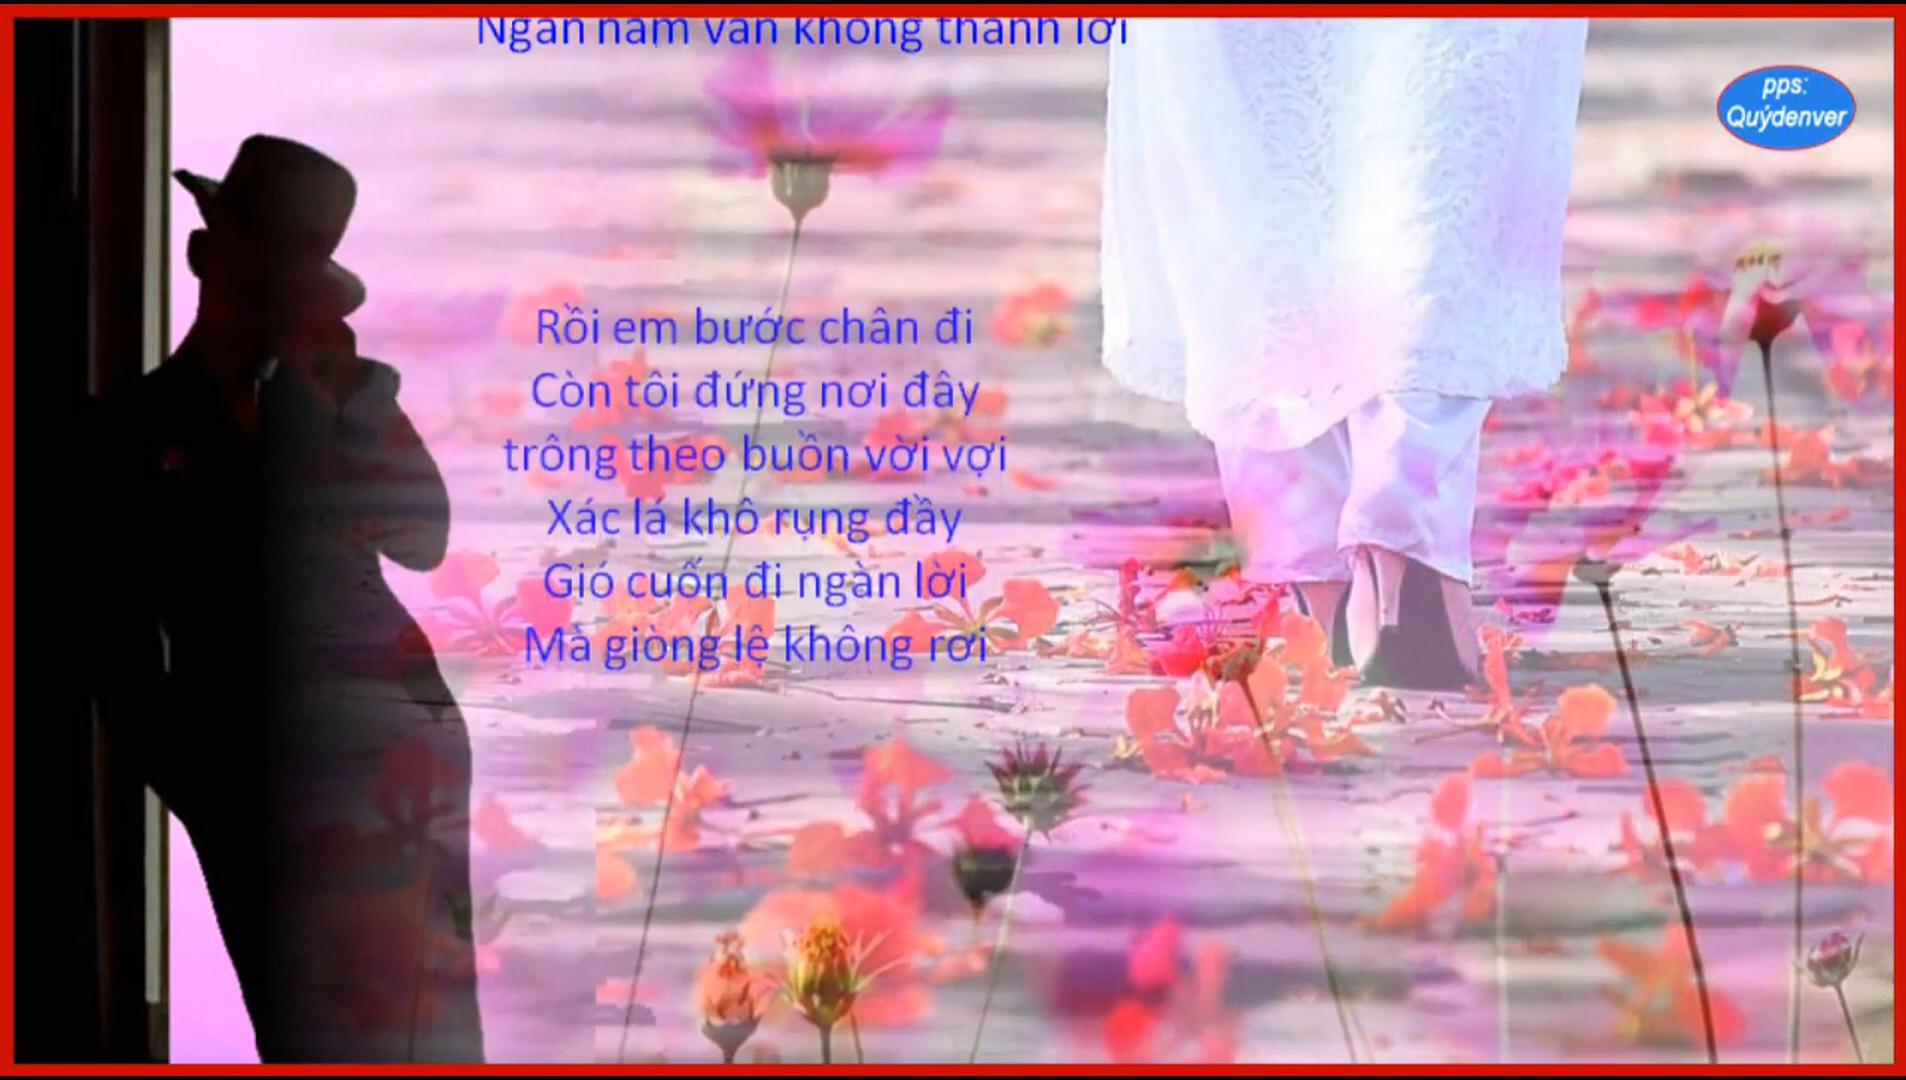 Ngàn năm vẫn không thành lời
pps:
Quýdenver
Rồi em bước chân đi
Còn tôi đứng nơi đây
trông theo buồn vời vợi
Xác lá khô rụng đầy
Gió cuốn đi ngàn lời
Mà giòng lệ không rơi